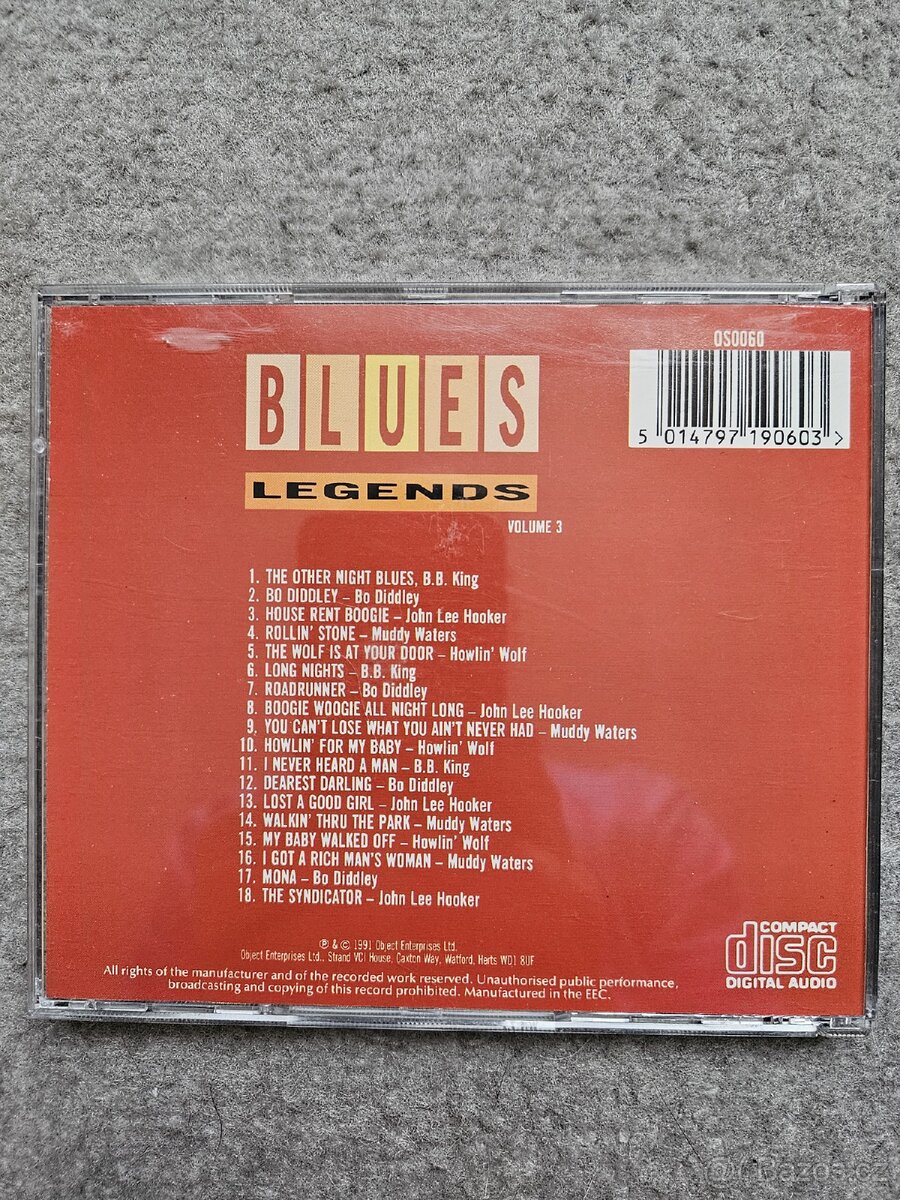 OS0060
BLUES
5 014797 190603 >
LEGENDS
VOLUME 3
1. THE OTHER NIGHT BLUES, B.B. King
2. BO DIDDLEY – Bo Diddley
3. HOUSE RENT BOOGIE – John Lee Hooker
4. ROLLIN' STONE – Muddy Waters
5. THE WOLF IS AT YOUR DOOR – Howlin' Wolf
6. LONG NIGHTS – B.B. King
7. ROADRUNNER – Bo Diddley
8. BOOGIE WOOGIE ALL NIGHT LONG – John Lee Hooker
9. YOU CAN'T LOSE WHAT YOU AIN'T NEVER HAD – Muddy Waters
10. HOWLIN' FOR MY BABY – Howlin' Wolf
11. I NEVER HEARD A MAN – B.B. King
12. DEAREST DARLING – Bo Diddley
13. LOST A GOOD GIRL – John Lee Hooker
14. WALKIN' THRU THE PARK – Muddy Waters
15. MY BABY WALKED OFF – Howlin' Wolf
16. I GOT A RICH MAN'S WOMAN – Muddy Waters
17. MONA – Bo Diddley
18. THE SYNDICATOR – John Lee Hooker
℗ & © 1991 Object Enterprises Ltd.
Object Enterprises Ltd., Strand VCI House, Caxton Way, Watford, Herts WD1 8UF
All rights of the manufacturer and of the recorded work reserved. Unauthorised public performance,
broadcasting and copying of this record prohibited. Manufactured in the EEC.
COMPACT
disc
DIGITAL AUDIO
Bazos.cz